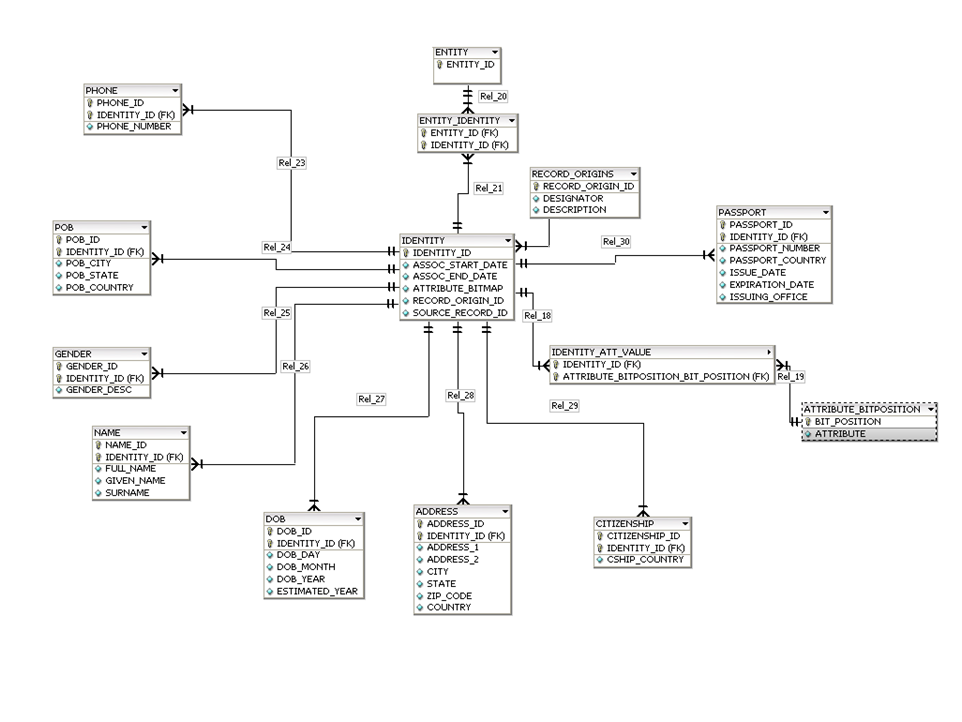 ENTITY
ENTITY_ID
Rel_20
PHONE
PHONE_ID
IDENTITY_ID (FK)
PHONE_NUMBER
ENTITY_IDENTITY
ENTITY_ID (FK)
IDENTITY_ID (FK)
Rel_23
Rel_21
RECORD_ORIGINS
RECORD_ORIGIN_ID
DESIGNATOR
DESCRIPTION
PASSPORT
PASSPORT_ID
IDENTITY_ID (FK)
PASSPORT_NUMBER
PASSPORT_COUNTRY
ISSUE_DATE
EXPIRATION_DATE
ISSUING_OFFICE
POB
POB_ID
IDENTITY_ID (FK)
POB_CITY
POB_STATE
POB_COUNTRY
Rel_24
IDENTITY
IDENTITY_ID
ASSOC_START_DATE
ASSOC_END_DATE
ATTRIBUTE_BITMAP
RECORD_ORIGIN_ID
SOURCE_RECORD_ID
Rel_30
Rel_25
Rel_18
GENDER
GENDER_ID
IDENTITY_ID (FK)
GENDER_DESC
Rel_26
IDENTITY_ATT_VALUE
IDENTITY_ID (FK)
ATTRIBUTE_BITPOSITION_BIT_POSITION (FK)
Rel_19
Rel_27
Rel_28
Rel_29
ATTRIBUTE_BITPOSITION
BIT_POSITION
ATTRIBUTE
NAME
NAME_ID
IDENTITY_ID (FK)
FULL_NAME
GIVEN_NAME
SURNAME
DOB
DOB_ID
IDENTITY_ID (FK)
DOB_DAY
DOB_MONTH
DOB_YEAR
ESTIMATED_YEAR
ADDRESS
ADDRESS_ID
IDENTITY_ID (FK)
ADDRESS_1
ADDRESS_2
CITY
STATE
ZIP_CODE
COUNTRY
CITIZENSHIP
CITIZENSHIP_ID
IDENTITY_ID (FK)
CSHIP_COUNTRY